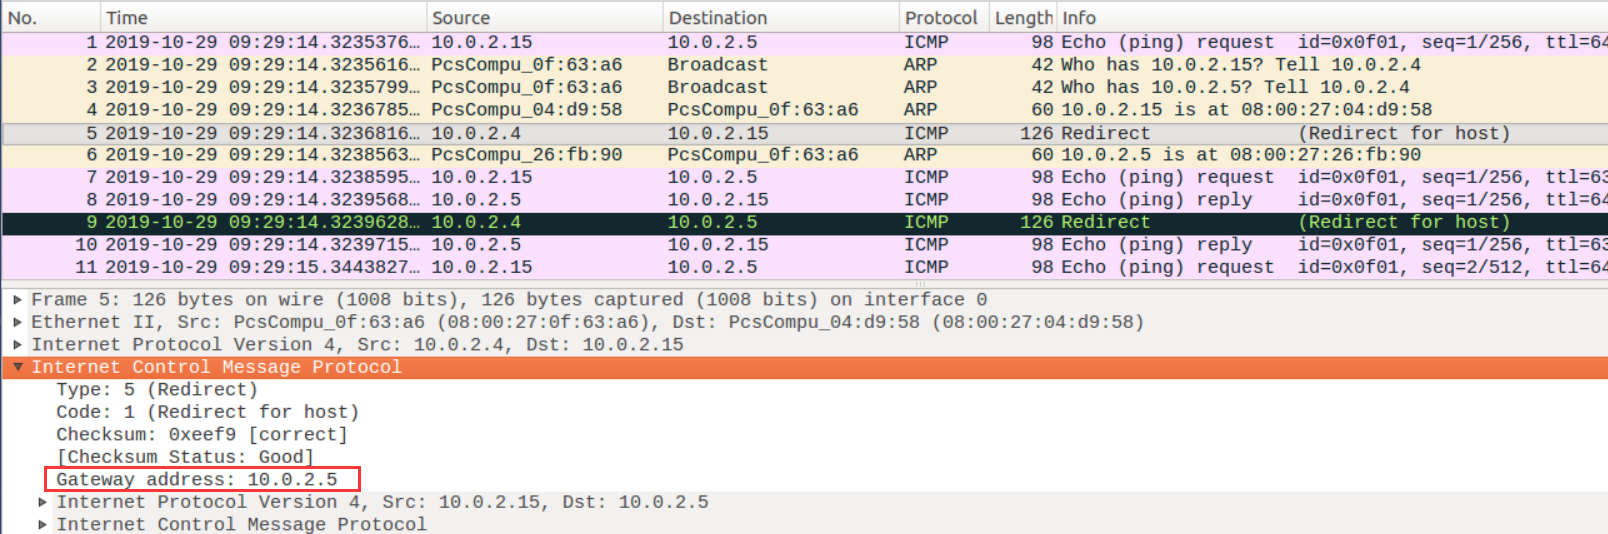 No. Time Source Destination Protocol Length Info
1 2019-10-29 09:29:14.3235376… 10.0.2.15 10.0.2.5 ICMP 98 Echo (ping) request id=0x0f01, seq=1/256, ttl=64
2 2019-10-29 09:29:14.3235616… PcsCompu_0f:63:a6 Broadcast ARP 42 Who has 10.0.2.15? Tell 10.0.2.4
3 2019-10-29 09:29:14.3235799… PcsCompu_0f:63:a6 Broadcast ARP 42 Who has 10.0.2.5? Tell 10.0.2.4
4 2019-10-29 09:29:14.3236785… PcsCompu_04:d9:58 PcsCompu_0f:63:a6 ARP 60 10.0.2.15 is at 08:00:27:04:d9:58
5 2019-10-29 09:29:14.3236816… 10.0.2.4 10.0.2.15 ICMP 126 Redirect (Redirect for host)
6 2019-10-29 09:29:14.3238563… PcsCompu_26:fb:90 PcsCompu_0f:63:a6 ARP 60 10.0.2.5 is at 08:00:27:26:fb:90
7 2019-10-29 09:29:14.3238595… 10.0.2.15 10.0.2.5 ICMP 98 Echo (ping) request id=0x0f01, seq=1/256, ttl=63
8 2019-10-29 09:29:14.3239568… 10.0.2.5 10.0.2.15 ICMP 98 Echo (ping) reply id=0x0f01, seq=1/256, ttl=64
9 2019-10-29 09:29:14.3239628… 10.0.2.4 10.0.2.5 ICMP 126 Redirect (Redirect for host)
10 2019-10-29 09:29:14.3239715… 10.0.2.5 10.0.2.15 ICMP 98 Echo (ping) reply id=0x0f01, seq=1/256, ttl=63
11 2019-10-29 09:29:15.3443827… 10.0.2.15 10.0.2.5 ICMP 98 Echo (ping) request id=0x0f01, seq=2/512, ttl=64
Frame 5: 126 bytes on wire (1008 bits), 126 bytes captured (1008 bits) on interface 0
Ethernet II, Src: PcsCompu_0f:63:a6 (08:00:27:0f:63:a6), Dst: PcsCompu_04:d9:58 (08:00:27:04:d9:58)
Internet Protocol Version 4, Src: 10.0.2.4, Dst: 10.0.2.15
Internet Control Message Protocol
Type: 5 (Redirect)
Code: 1 (Redirect for host)
Checksum: 0xeef9 [correct]
[Checksum Status: Good]
Gateway address: 10.0.2.5
Internet Protocol Version 4, Src: 10.0.2.15, Dst: 10.0.2.5
Internet Control Message Protocol